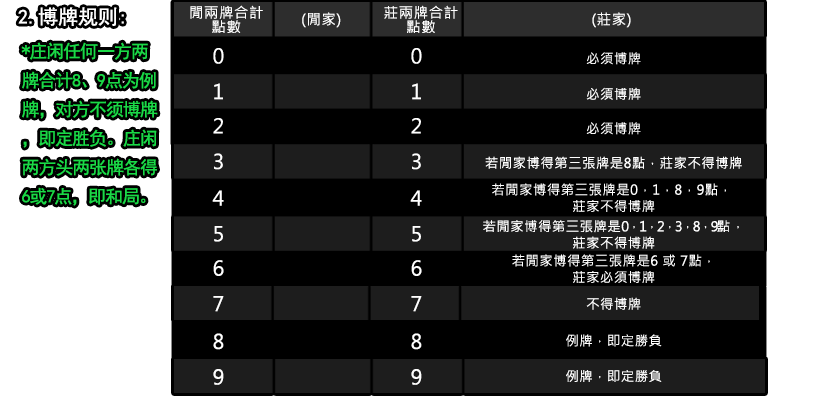 2. 博牌规则:
*庄闲任何一方两
牌合计8、9点为例
牌，对方不须博牌
，即定胜负。庄闲
两方头两张牌各得
6或7点，即和局。
閒兩牌合計
點數
(閒家)
莊兩牌合計
點數
(莊家)
0
0
必須博牌
1
1
必須博牌
2
2
必須博牌
3
3
若閒家博得第三張牌是8點，莊家不得博牌
4
4
若閒家博得第三張牌是0，1，8，9點，
莊家不得博牌
5
5
若閒家博得第三張牌是0，1，2，3，8，9點，
莊家不得博牌
6
6
若閒家博得第三張牌是6 或 7點，
莊家必須博牌
7
7
不得博牌
8
8
例牌，即定勝負
9
9
例牌，即定勝負